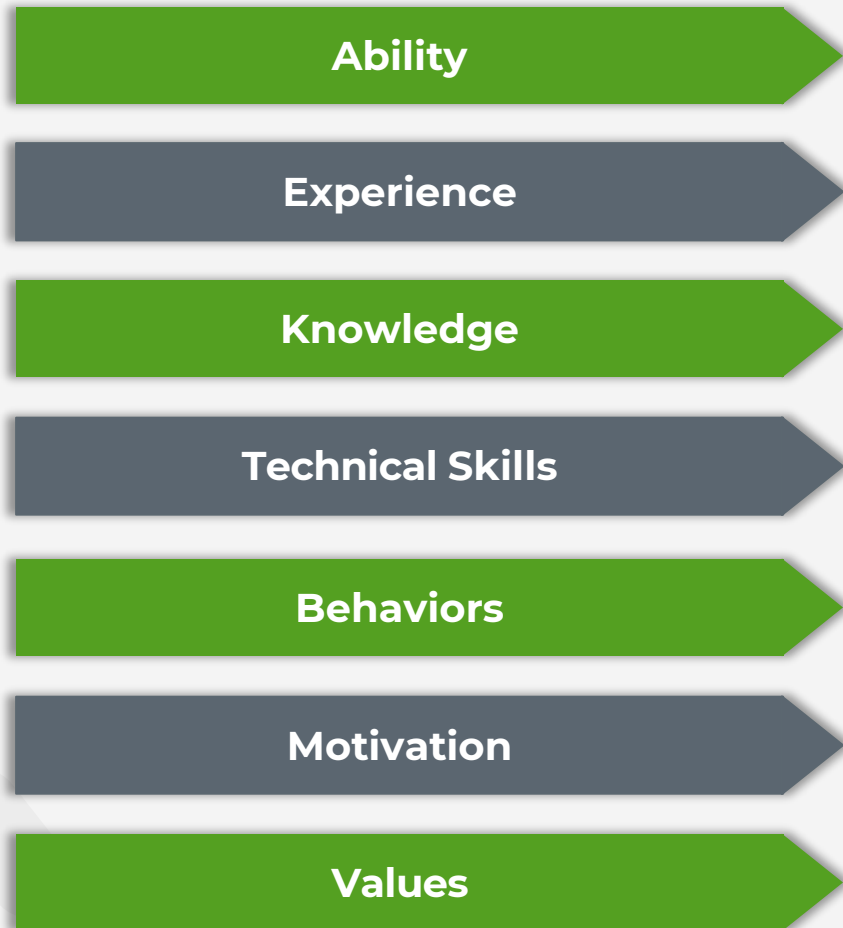 Ability
Experience
Knowledge
Technical Skills
Behaviors
Motivation
Values